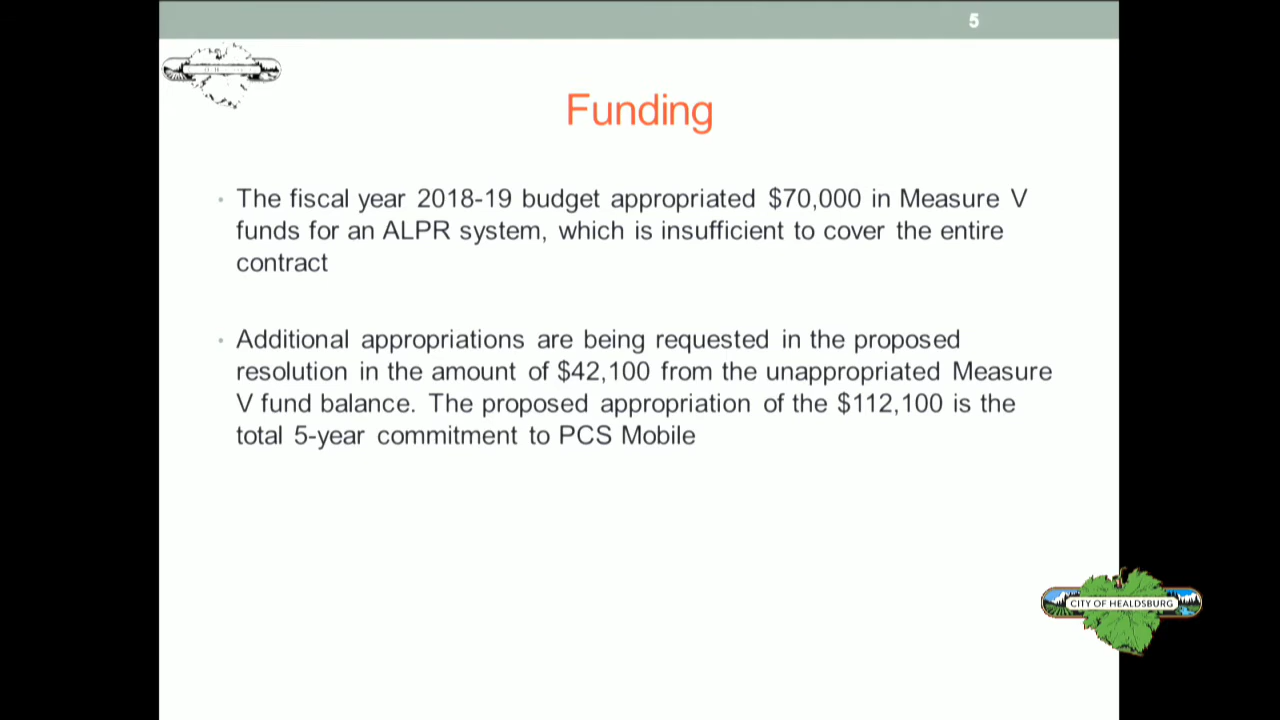 5
Funding
The fiscal year 2018-19 budget appropriated $70,000 in Measure V
funds for an ALPR system, which is insufficient to cover the entire
contract
Additional appropriations are being requested in the proposed
resolution in the amount of $42,100 from the unappropriated Measure
V fund balance. The proposed appropriation of the $112,100 is the
total 5-year commitment to PCS Mobile
CITY OF HEALDSBURG